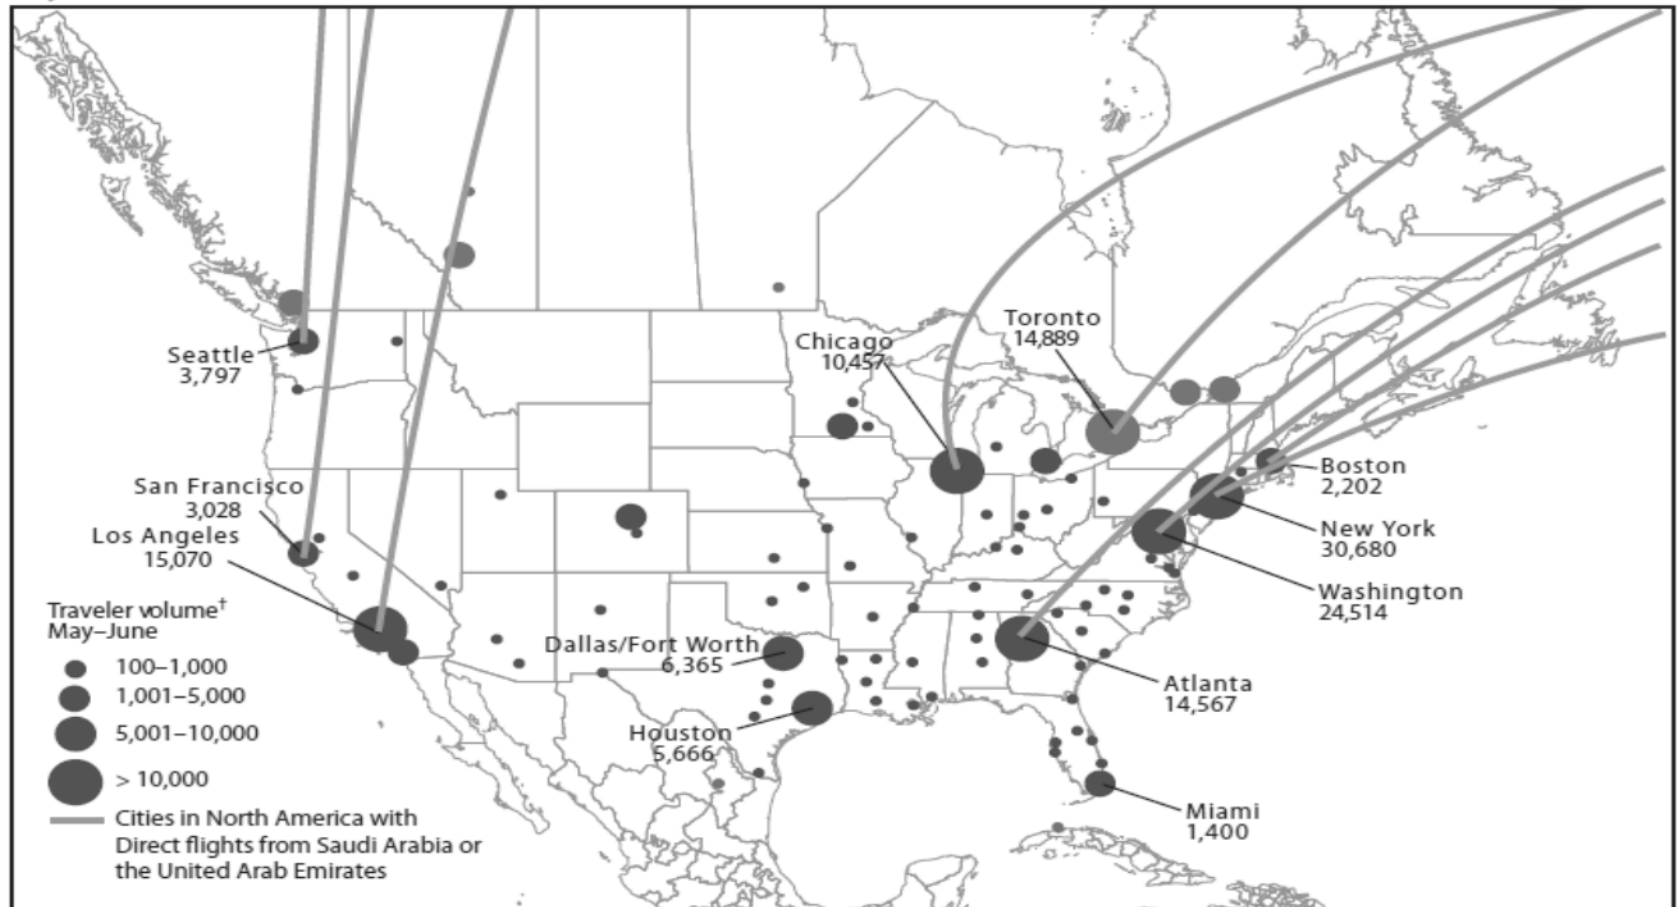 Toronto
14,889
Chicago
10,457
Seattle
3,797
Boston
2,202
San Francisco
3,028
New York
30,680
Los Angeles
15,070
Washington
24,514
Traveler volume†
May–June
100–1,000
1,001–5,000
5,001–10,000
> 10,000
Cities in North America with
Direct flights from Saudi Arabia or
the United Arab Emirates
Dallas/Fort Worth
6,365
Atlanta
14,567
Houston
5,666
Miami
1,400